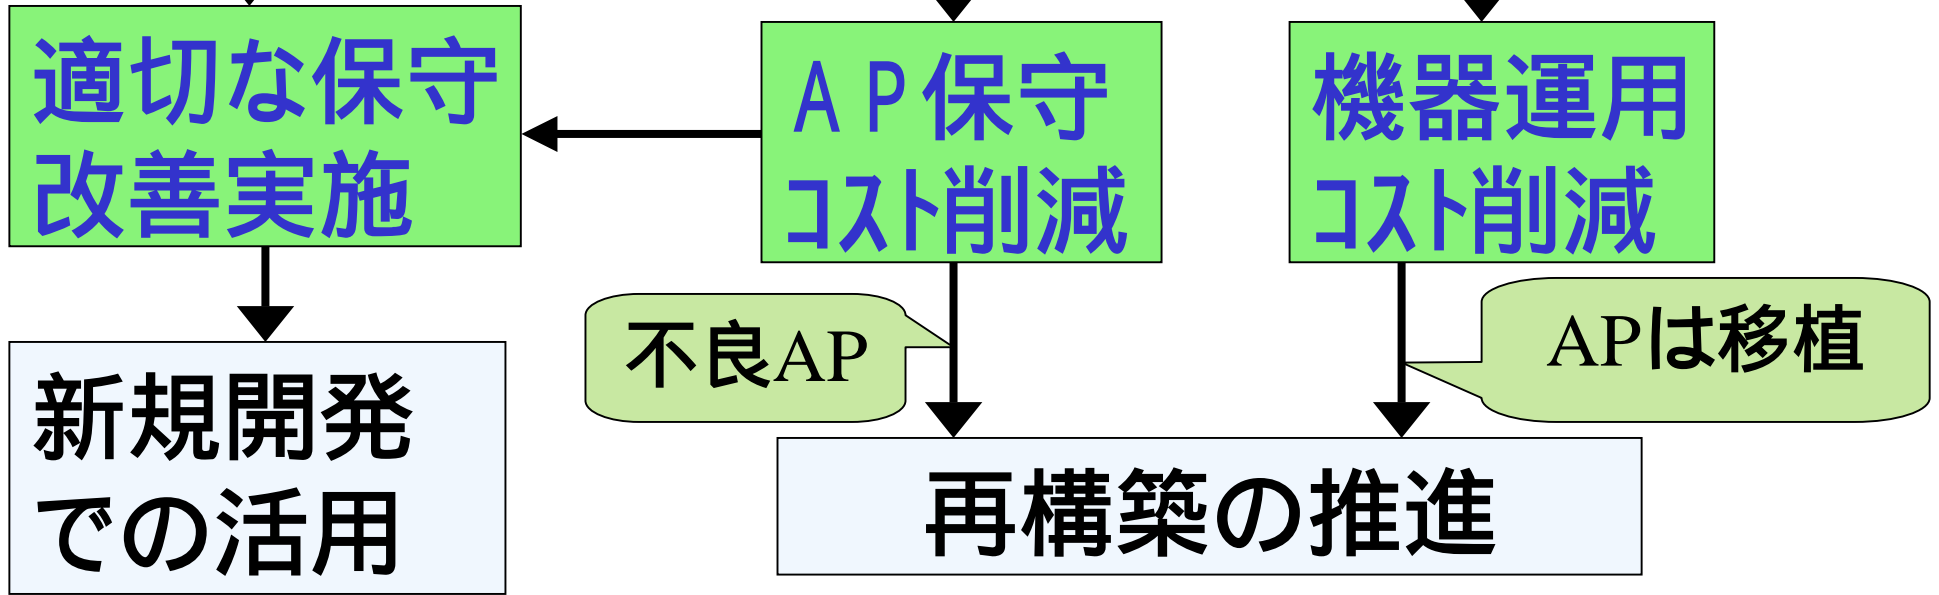 適切な保守
改善実施
ＡＰ保守
ｺｽﾄ削減
機器運用
ｺｽﾄ削減
不良AP
APは移植
新規開発
での活用
再構築の推進